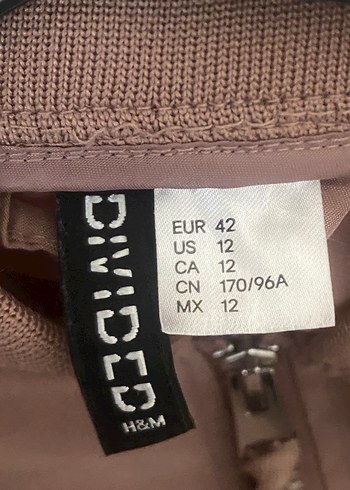 DIVIDED
H&M
EUR 42
US 12
CA 12
CN 170/96A
MX 12